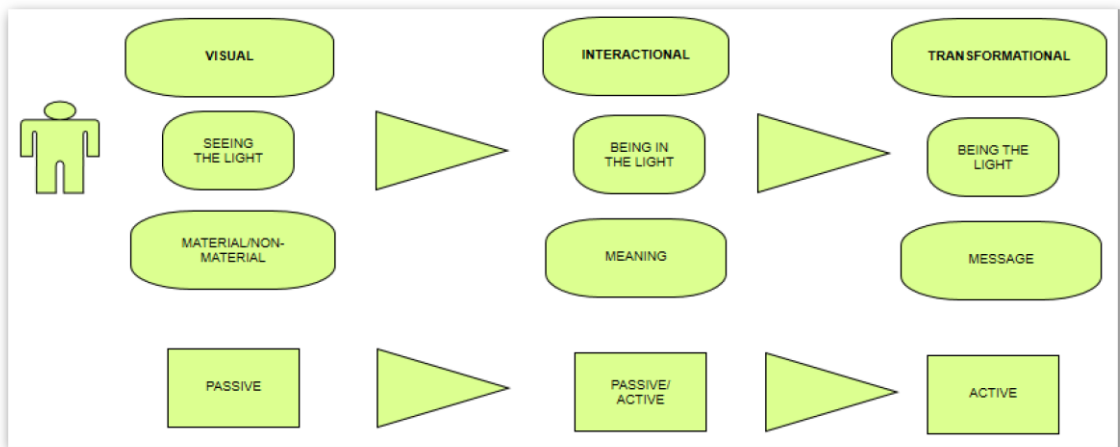 VISUAL
INTERACTIONAL
TRANSFORMATIONAL
SEEING
THE LIGHT
BEING IN
THE LIGHT
BEING THE
LIGHT
MATERIAL/NON-
MATERIAL
MEANING
MESSAGE
PASSIVE
PASSIVE/
ACTIVE
ACTIVE